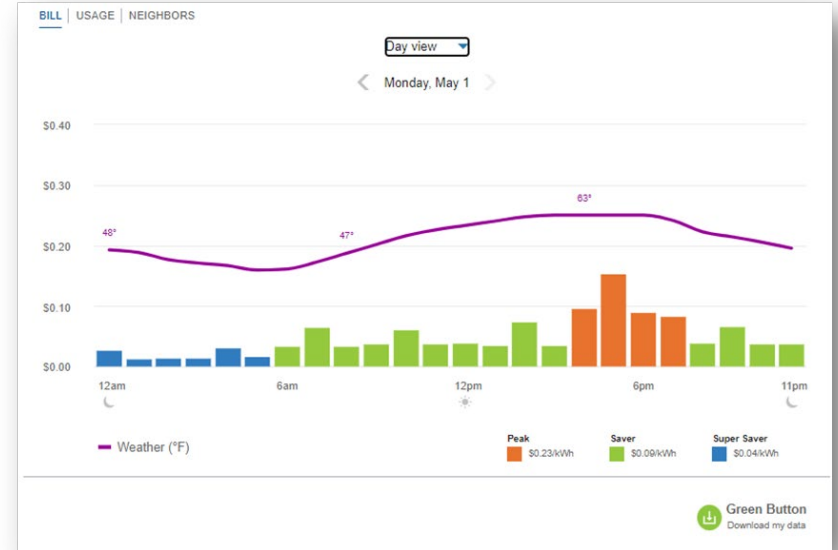 BILL | USAGE | NEIGHBORS
Day view
Monday, May 1
$0.40
$0.30
63°
48°
47°
$0.20
$0.10
$0.00
12am 6am 12pm 6pm 11pm
Weather (°F)
Peak Saver Super Saver
$0.23/kWh $0.09/kWh $0.04/kWh
Green Button
Download my data